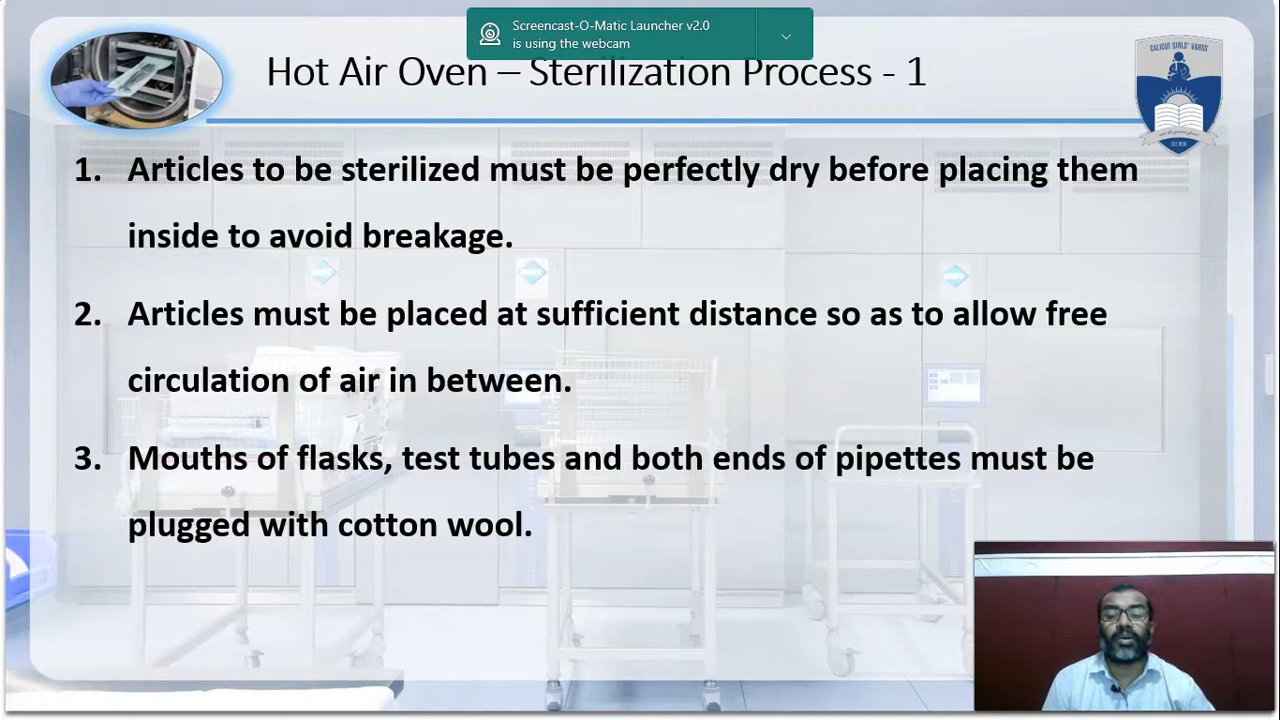 Screencast-O-Matic Launcher v2.0
is using the webcam
Hot Air Oven – Sterilization Process - 1
CALICUT GIRLS' V&HSS
1. Articles to be sterilized must be perfectly dry before placing them
inside to avoid breakage.
2. Articles must be placed at sufficient distance so as to allow free
circulation of air in between.
3. Mouths of flasks, test tubes and both ends of pipettes must be
plugged with cotton wool.